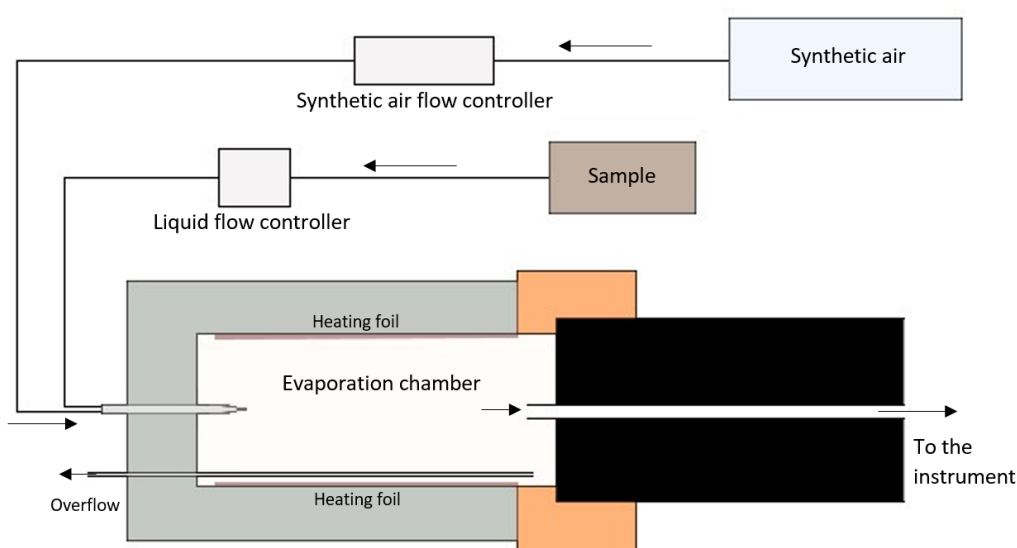 Synthetic air
Synthetic air flow controller
Sample
Liquid flow controller
Heating foil
Evaporation chamber
To the
instrument
Overflow
Heating foil